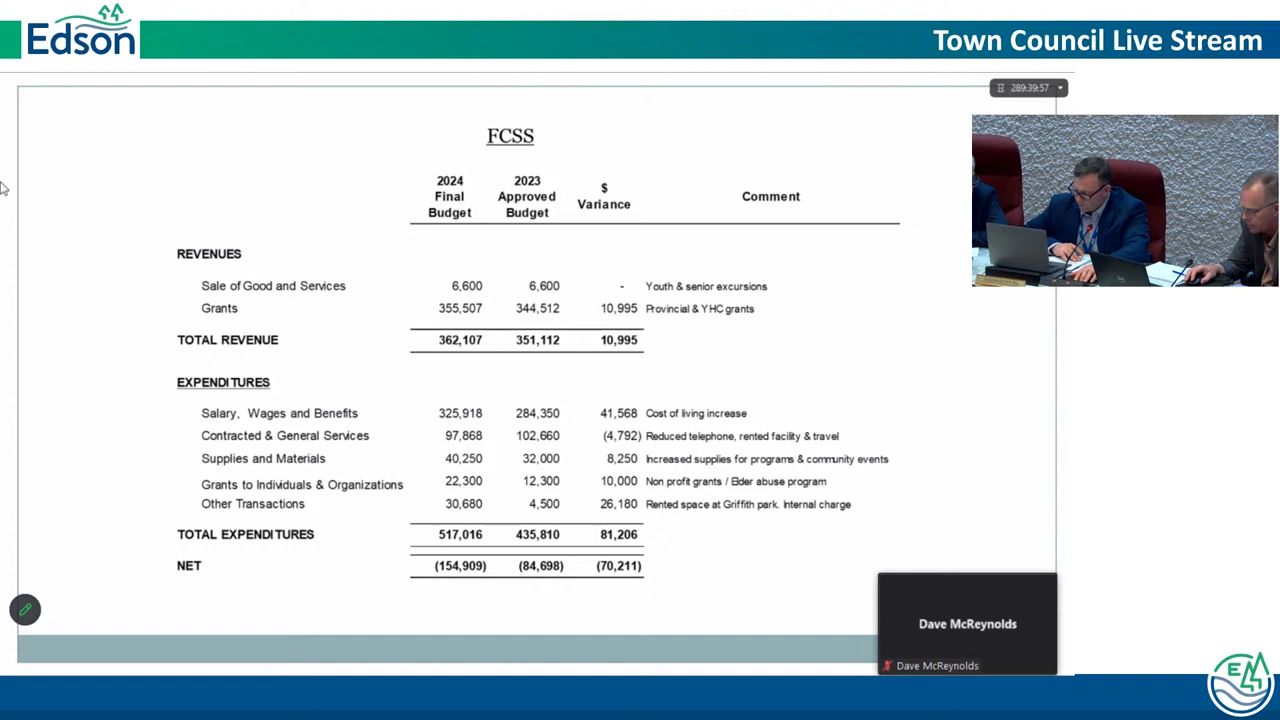 Edson
Town Council Live Stream
289:39:57
FCSS
2024 Final Budget
2023 Approved Budget
$ Variance
Comment
REVENUES
Sale of Good and Services 6,600 6,600 - Youth & senior excursions
Grants 355,507 344,512 10,995 Provincial & YHC grants
TOTAL REVENUE 362,107 351,112 10,995
EXPENDITURES
Salary, Wages and Benefits 325,918 284,350 41,568 Cost of living increase
Contracted & General Services 97,868 102,660 (4,792) Reduced telephone, rented facility & travel
Supplies and Materials 40,250 32,000 8,250 Increased supplies for programs & community events
Grants to Individuals & Organizations 22,300 12,300 10,000 Non profit grants / Elder abuse program
Other Transactions 30,680 4,500 26,180 Rented space at Griffith park. Internal charge
TOTAL EXPENDITURES 517,016 435,810 81,206
NET (154,909) (84,698) (70,211)
Dave McReynolds
Dave McReynolds